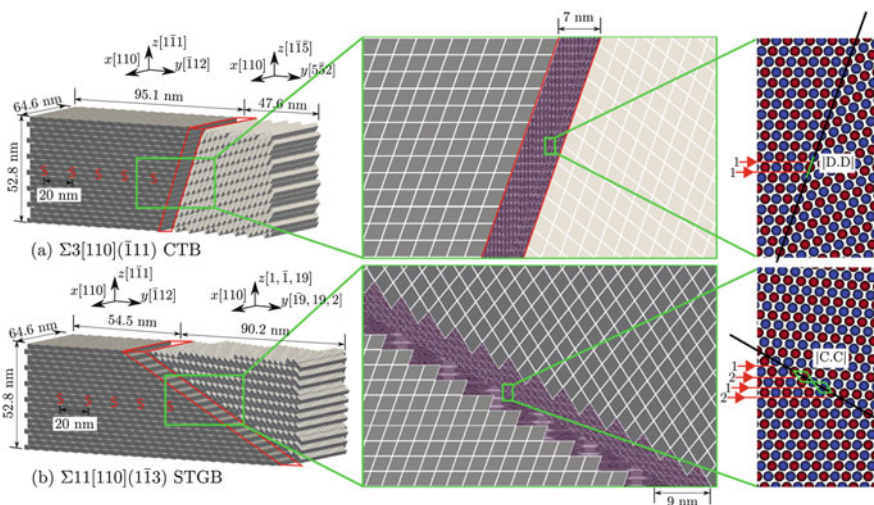 z[11̄1]
x[110]
y[1̄12]
z[11̄5̄]
x[110]
y[55̄2]
64.6 nm
95.1 nm
47.6 nm
52.8 nm
20 nm
(a) Σ3[110](1̄11) CTB
7 nm
|D.D|
1
1
z[11̄1]
x[110]
y[1̄12]
z[1, 1̄, 19]
x[110]
y[1̄9, 19, 2]
64.6 nm
54.5 nm
90.2 nm
52.8 nm
20 nm
(b) Σ11[110](11̄3) STGB
9 nm
|C.C|
1
2
1
2